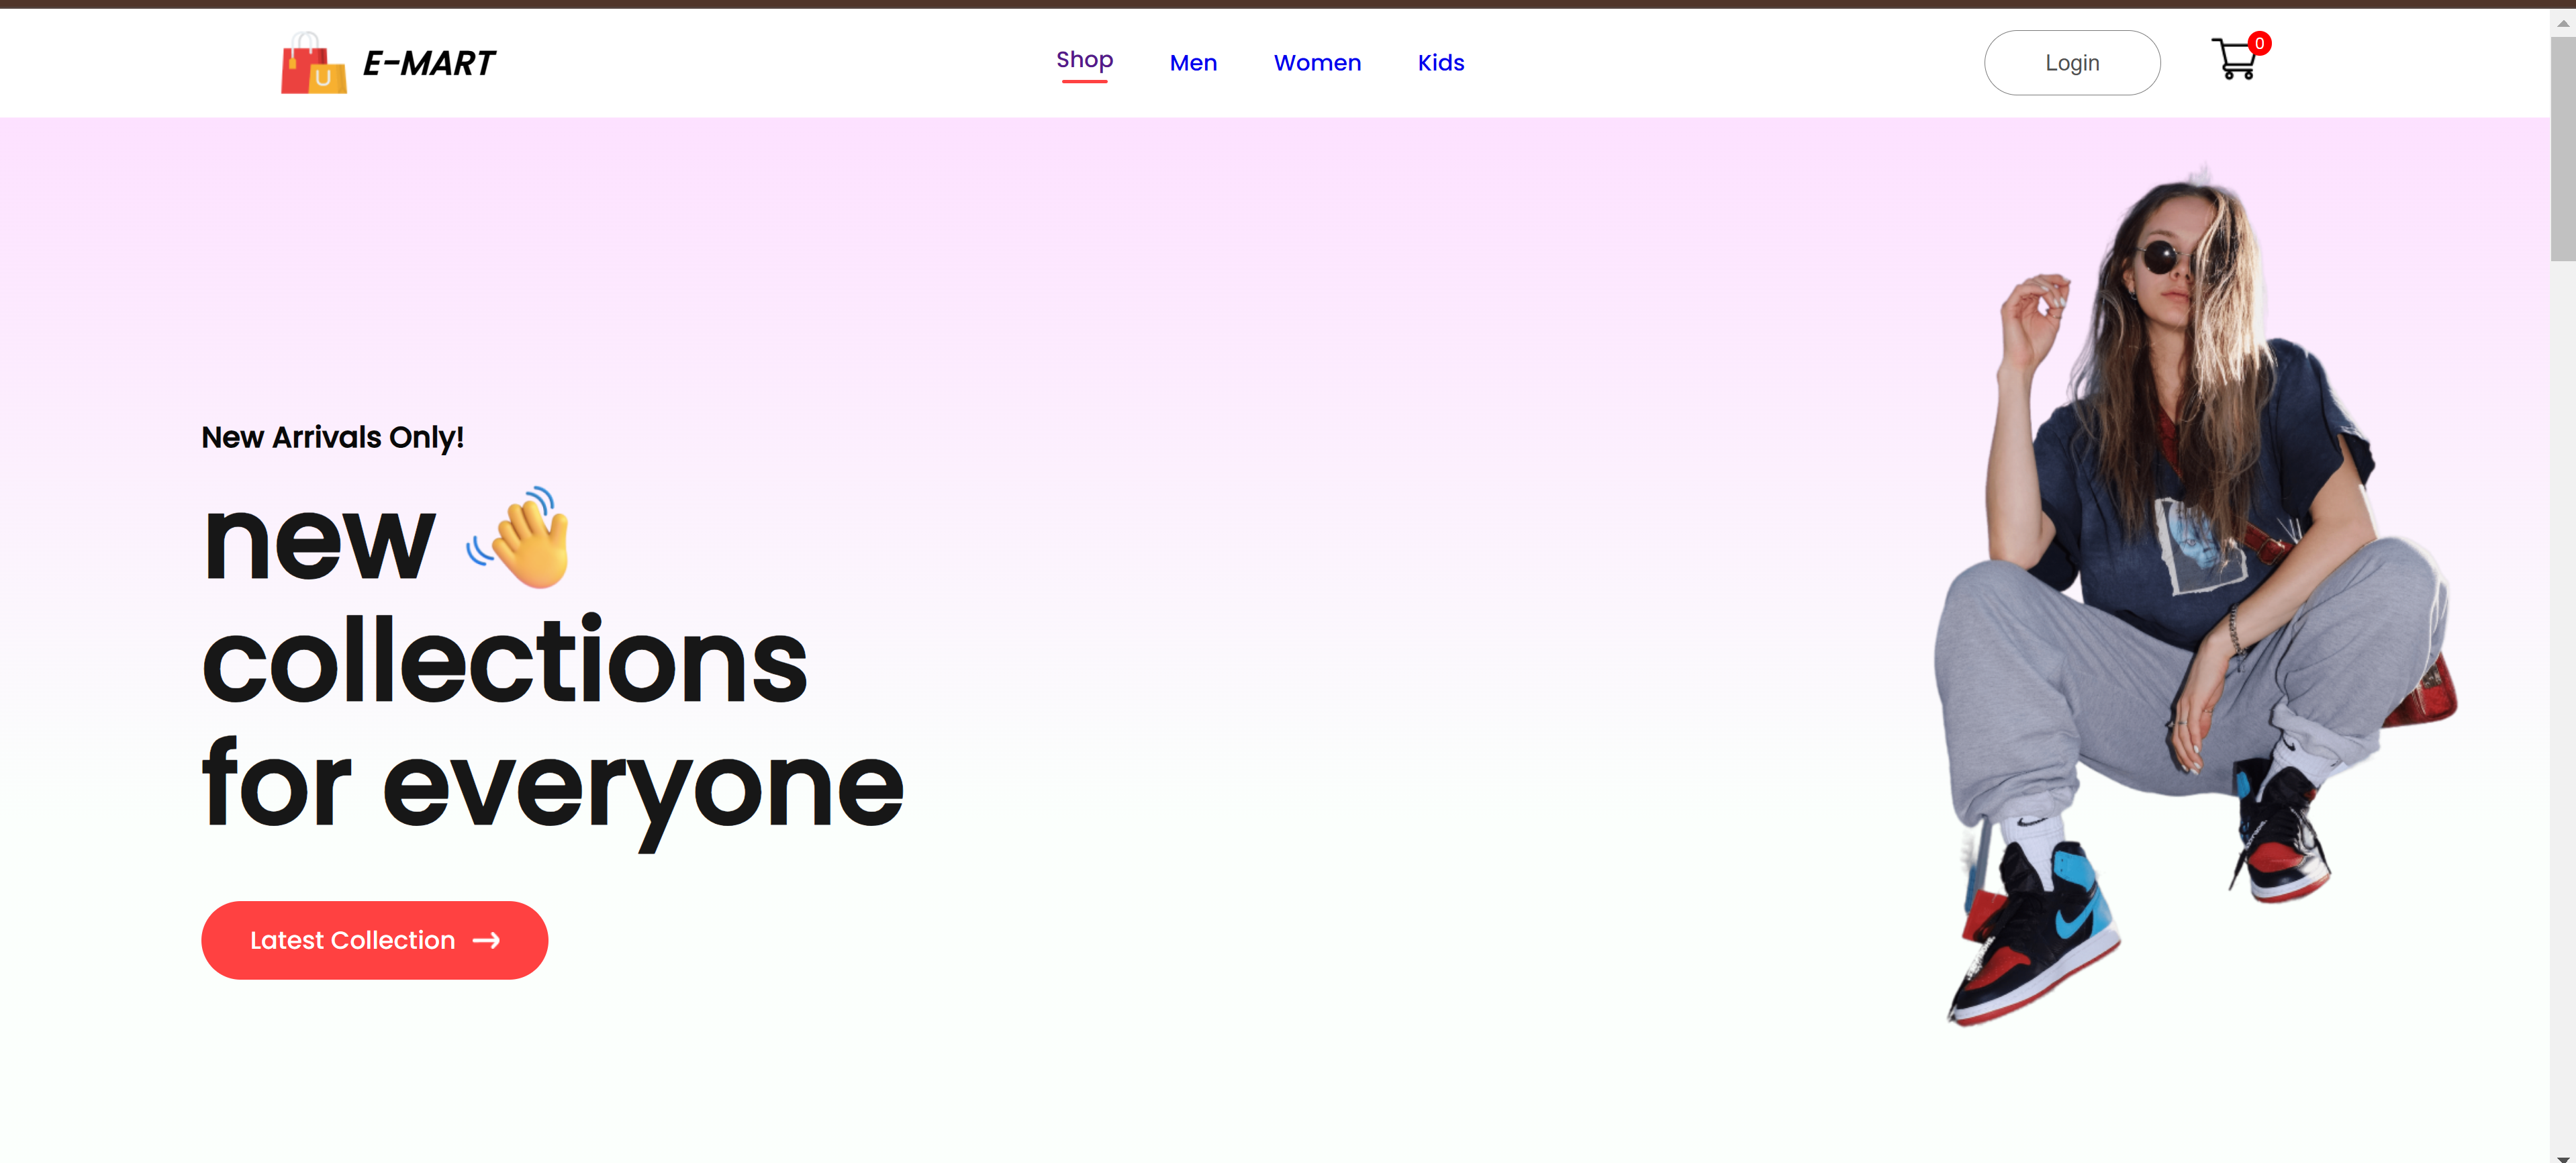 E-MART
Shop Men Women Kids
Login
0
New Arrivals Only!
new
collections
for everyone
Latest Collection
U